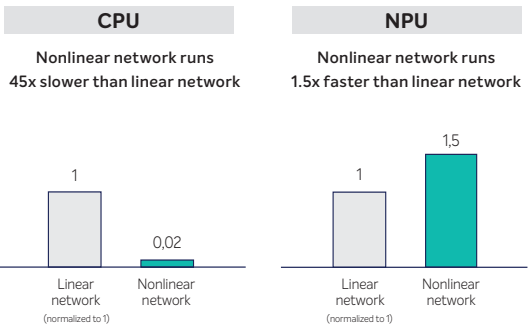 CPU
Nonlinear network runs
45x slower than linear network
1
0,02
Linear
network
(normalized to 1)
Nonlinear
network
NPU
Nonlinear network runs
1.5x faster than linear network
1
1,5
Linear
network
(normalized to 1)
Nonlinear
network